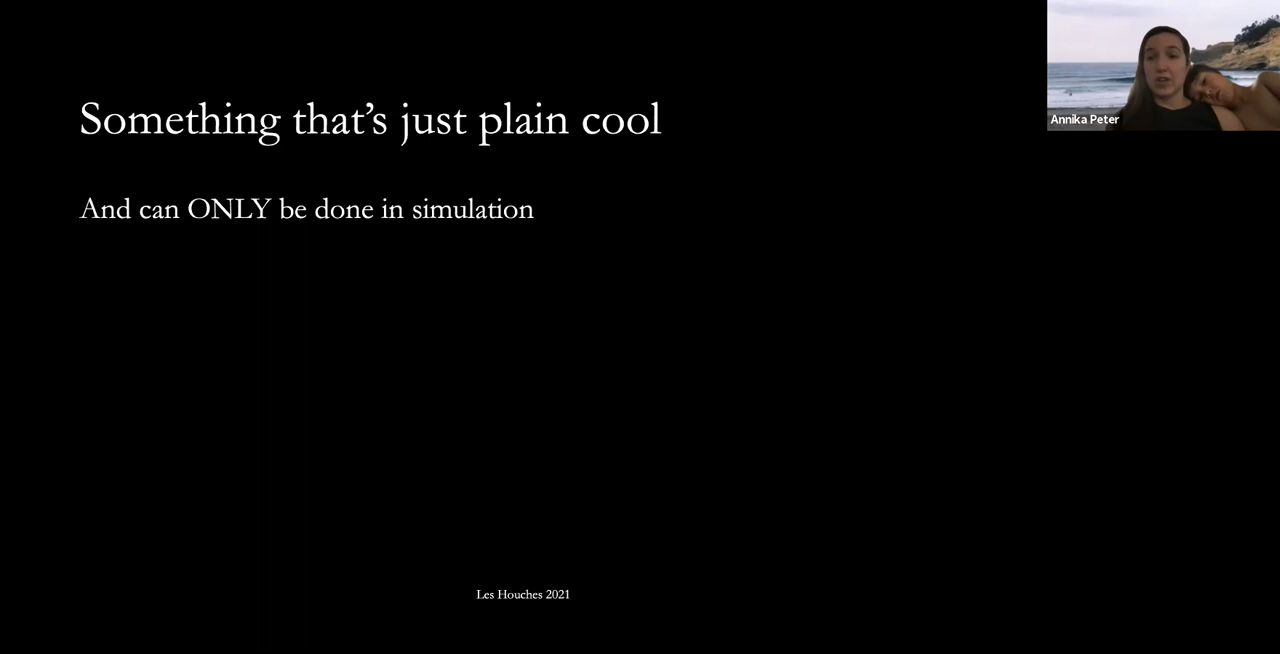 Something that’s just plain cool
Annika Peter
And can ONLY be done in simulation
Les Houches 2021